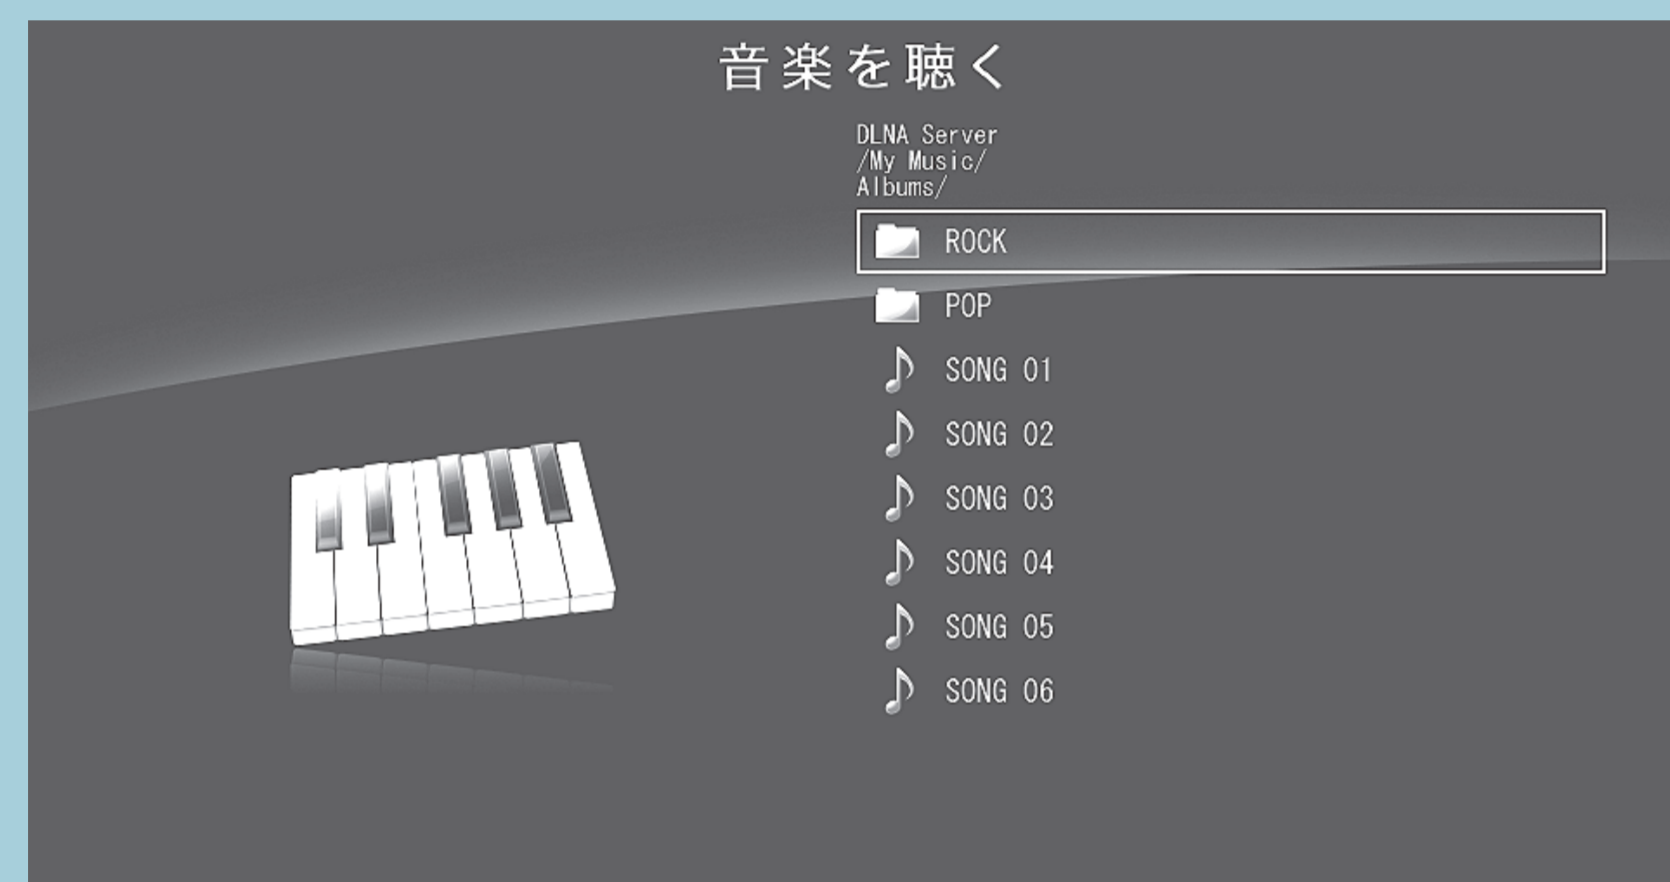 音楽を聴く
DLNA Server
/My Music/
Albums/
ROCK
POP
SONG 01
SONG 02
SONG 03
SONG 04
SONG 05
SONG 06